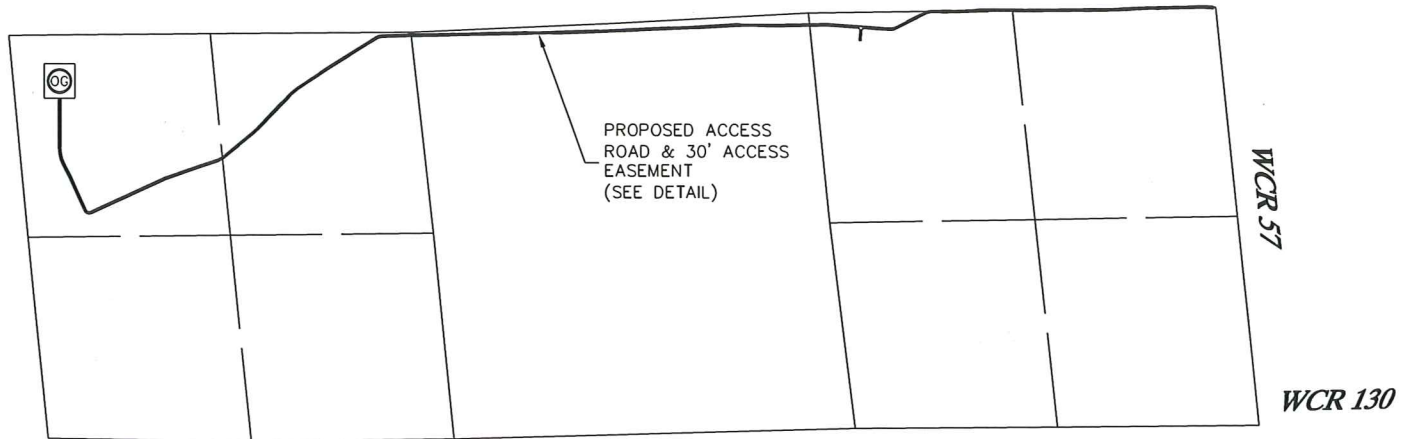 OG
PROPOSED ACCESS
ROAD & 30' ACCESS
EASEMENT
(SEE DETAIL)
WCR 57
WCR 130